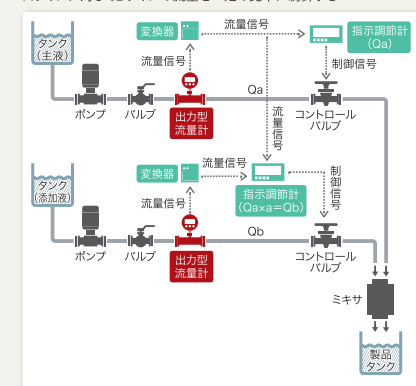 タンク
(主液)
変換器
流量信号
指示調節計
(Qa)
流量信号
制御信号
Qa
ポンプ
バルブ
出力型
流量計
流量信号
コントロール
バルブ
タンク
(添加液)
変換器
流量信号
指示調節計
(Qa×a=Qb)
制御信号
流量信号
Qb
ポンプ
バルブ
出力型
流量計
コントロール
バルブ
ミキサ
製品
タンク